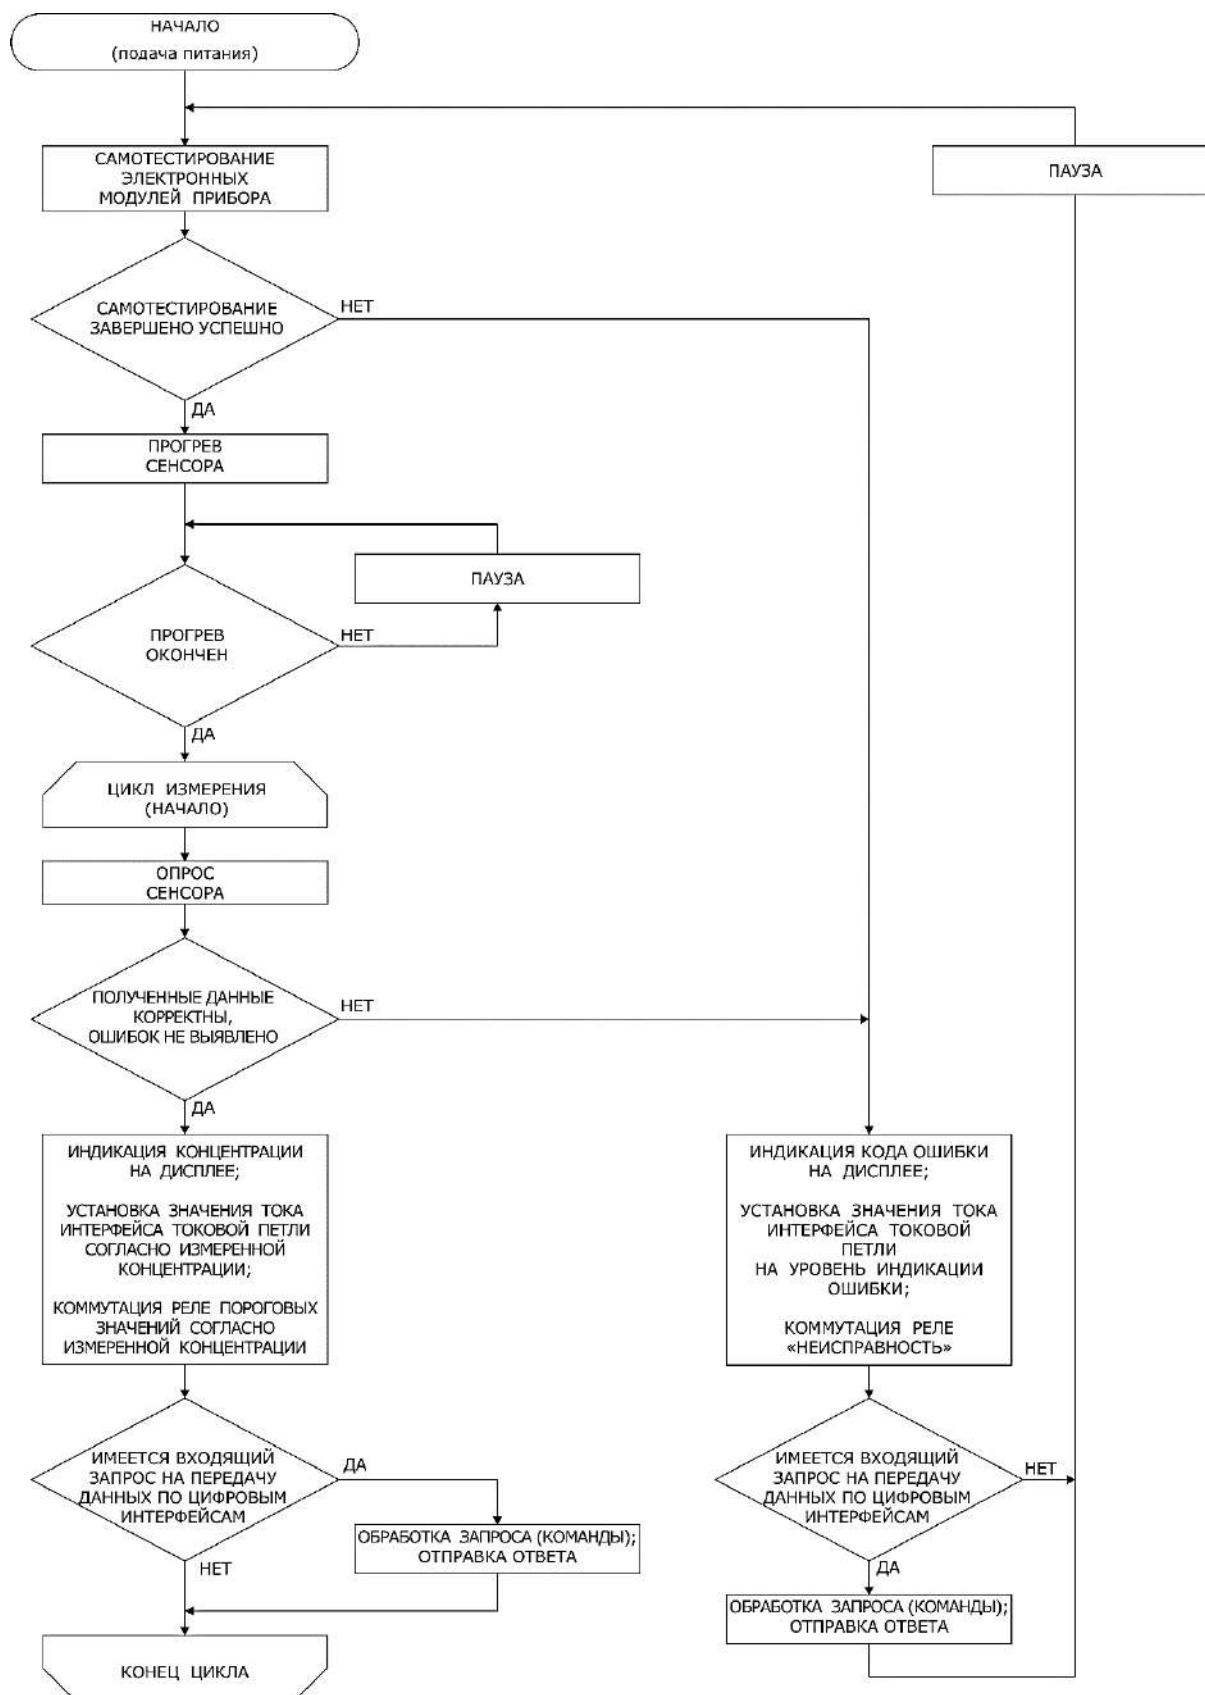 НАЧАЛО
(подача питания)
САМОТЕСТИРОВАНИЕ
ЭЛЕКТРОННЫХ
МОДУЛЕЙ ПРИБОРА
ПАУЗА
САМОТЕСТИРОВАНИЕ
ЗАВЕРШЕНО УСПЕШНО
НЕТ
ДА
ПРОГРЕВ
СЕНСОРА
ПАУЗА
ПРОГРЕВ
ОКОНЧЕН
НЕТ
ДА
ЦИКЛ ИЗМЕРЕНИЯ
(НАЧАЛО)
ОПРОС
СЕНСОРА
ПОЛУЧЕННЫЕ ДАННЫЕ
КОРРЕКТНЫ,
ОШИБОК НЕ ВЫЯВЛЕНО
НЕТ
ДА
ИНДИКАЦИЯ КОНЦЕНТРАЦИИ
НА ДИСПЛЕЕ;
УСТАНОВКА ЗНАЧЕНИЯ ТОКА
ИНТЕРФЕЙСА ТОКОВОЙ ПЕТЛИ
СОГЛАСНО ИЗМЕРЕННОЙ
КОНЦЕНТРАЦИИ;
КОММУТАЦИЯ РЕЛЕ ПОРОГОВЫХ
ЗНАЧЕНИЙ СОГЛАСНО
ИЗМЕРЕННОЙ КОНЦЕНТРАЦИИ
ИНДИКАЦИЯ КОДА ОШИБКИ
НА ДИСПЛЕЕ;
УСТАНОВКА ЗНАЧЕНИЯ ТОКА
ИНТЕРФЕЙСА ТОКОВОЙ
ПЕТЛИ
НА УРОВЕНЬ ИНДИКАЦИИ
ОШИБКИ;
КОММУТАЦИЯ РЕЛЕ
«НЕИСПРАВНОСТЬ»
ИМЕЕТСЯ ВХОДЯЩИЙ
ЗАПРОС НА ПЕРЕДАЧУ
ДАННЫХ ПО ЦИФРОВЫМ
ИНТЕРФЕЙСАМ
ДА
ОБРАБОТКА ЗАПРОСА (КОМАНДЫ);
ОТПРАВКА ОТВЕТА
НЕТ
КОНЕЦ ЦИКЛА
ИМЕЕТСЯ ВХОДЯЩИЙ
ЗАПРОС НА ПЕРЕДАЧУ
ДАННЫХ ПО ЦИФРОВЫМ
ИНТЕРФЕЙСАМ
НЕТ
ДА
ОБРАБОТКА ЗАПРОСА (КОМАНДЫ);
ОТПРАВКА ОТВЕТА